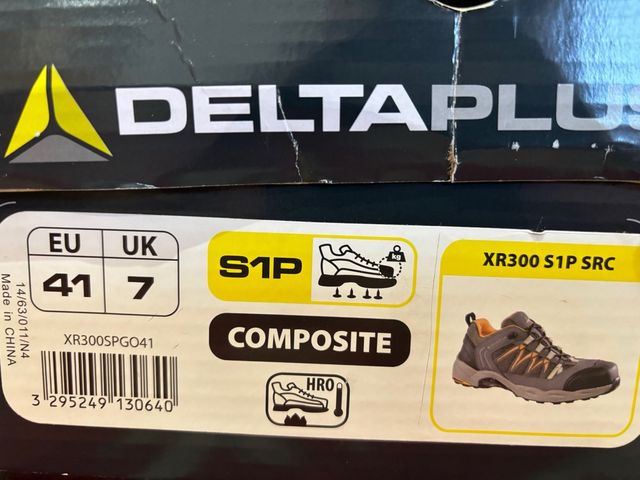 DELTAPLU
EU UK
41 7
XR300SPGO41
3 295249 130640
14/63/011/N4
Made in CHINA
S1P
kg
COMPOSITE
HRO
XR300 S1P SRC